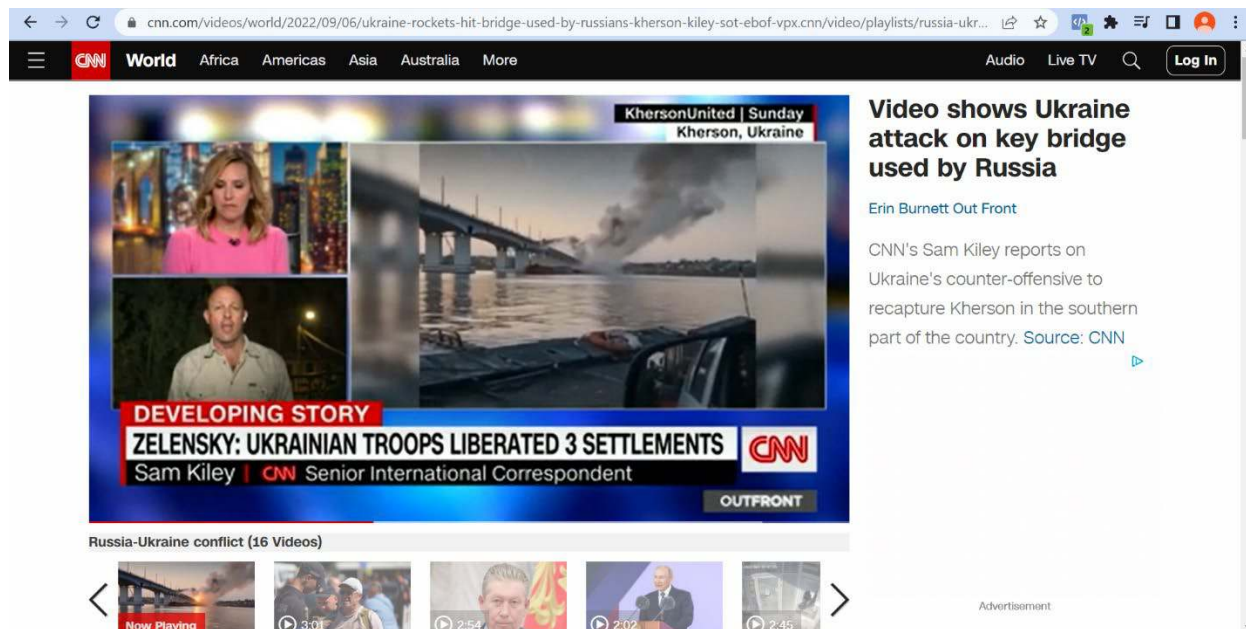 cnn.com/videos/world/2022/09/06/ukraine-rockets-hit-bridge-used-by-russians-kherson-kiley-sot-ebof-vpx.cnn/video/playlists/russia-ukr...
2
CNN World Africa Americas Asia Australia More Audio Live TV Log In
KhersonUnited | Sunday
Kherson, Ukraine
DEVELOPING STORY
ZELENSKY: UKRAINIAN TROOPS LIBERATED 3 SETTLEMENTS
CNN
Sam Kiley | CNN Senior International Correspondent
OUTFRONT
Video shows Ukraine
attack on key bridge
used by Russia
Erin Burnett Out Front
CNN's Sam Kiley reports on
Ukraine's counter-offensive to
recapture Kherson in the southern
part of the country. Source: CNN
Russia-Ukraine conflict (16 Videos)
Now Playing
3:01
2:54
2:02
2:45
Advertisement